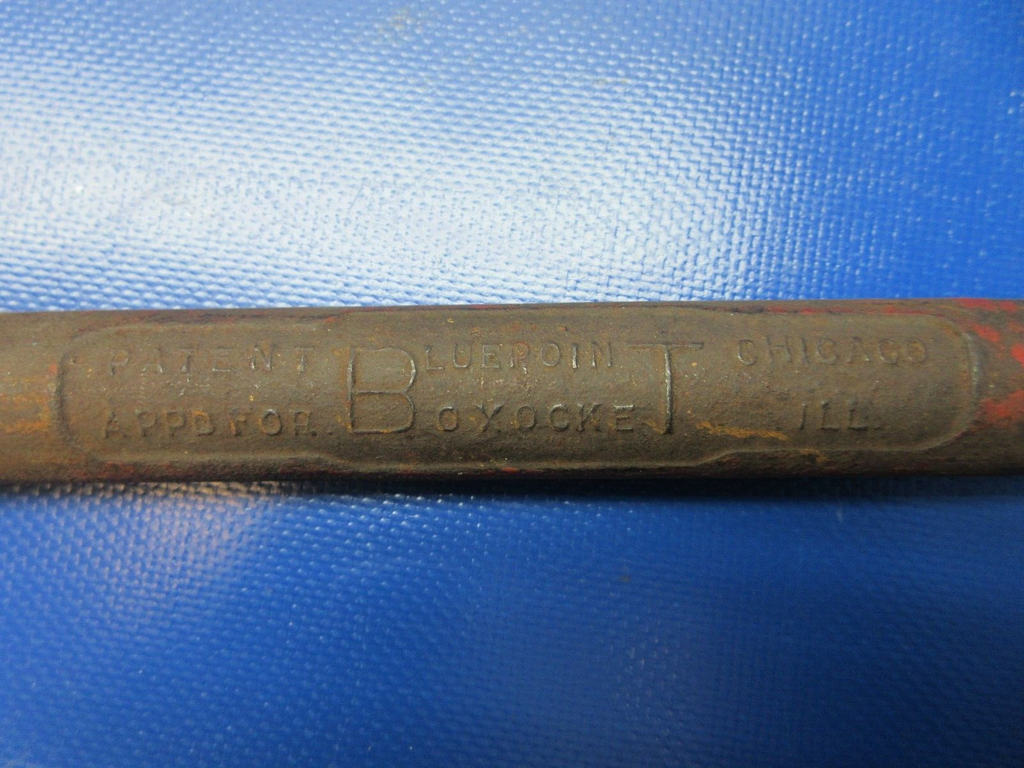 PATENT BLUEPOINT CHICAGO
APPD FOR. BOXOCKET ILL.